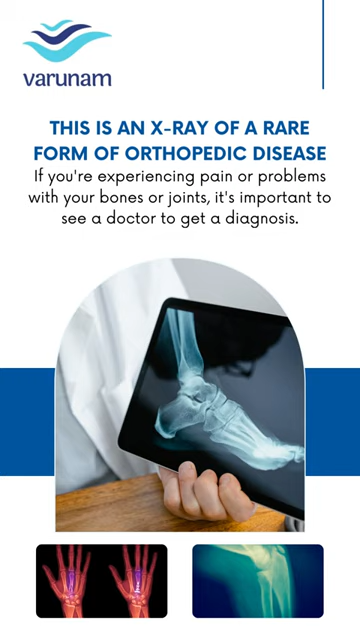 varunam
THIS IS AN X-RAY OF A RARE
FORM OF ORTHOPEDIC DISEASE
If you're experiencing pain or problems
with your bones or joints, it's important to
see a doctor to get a diagnosis.